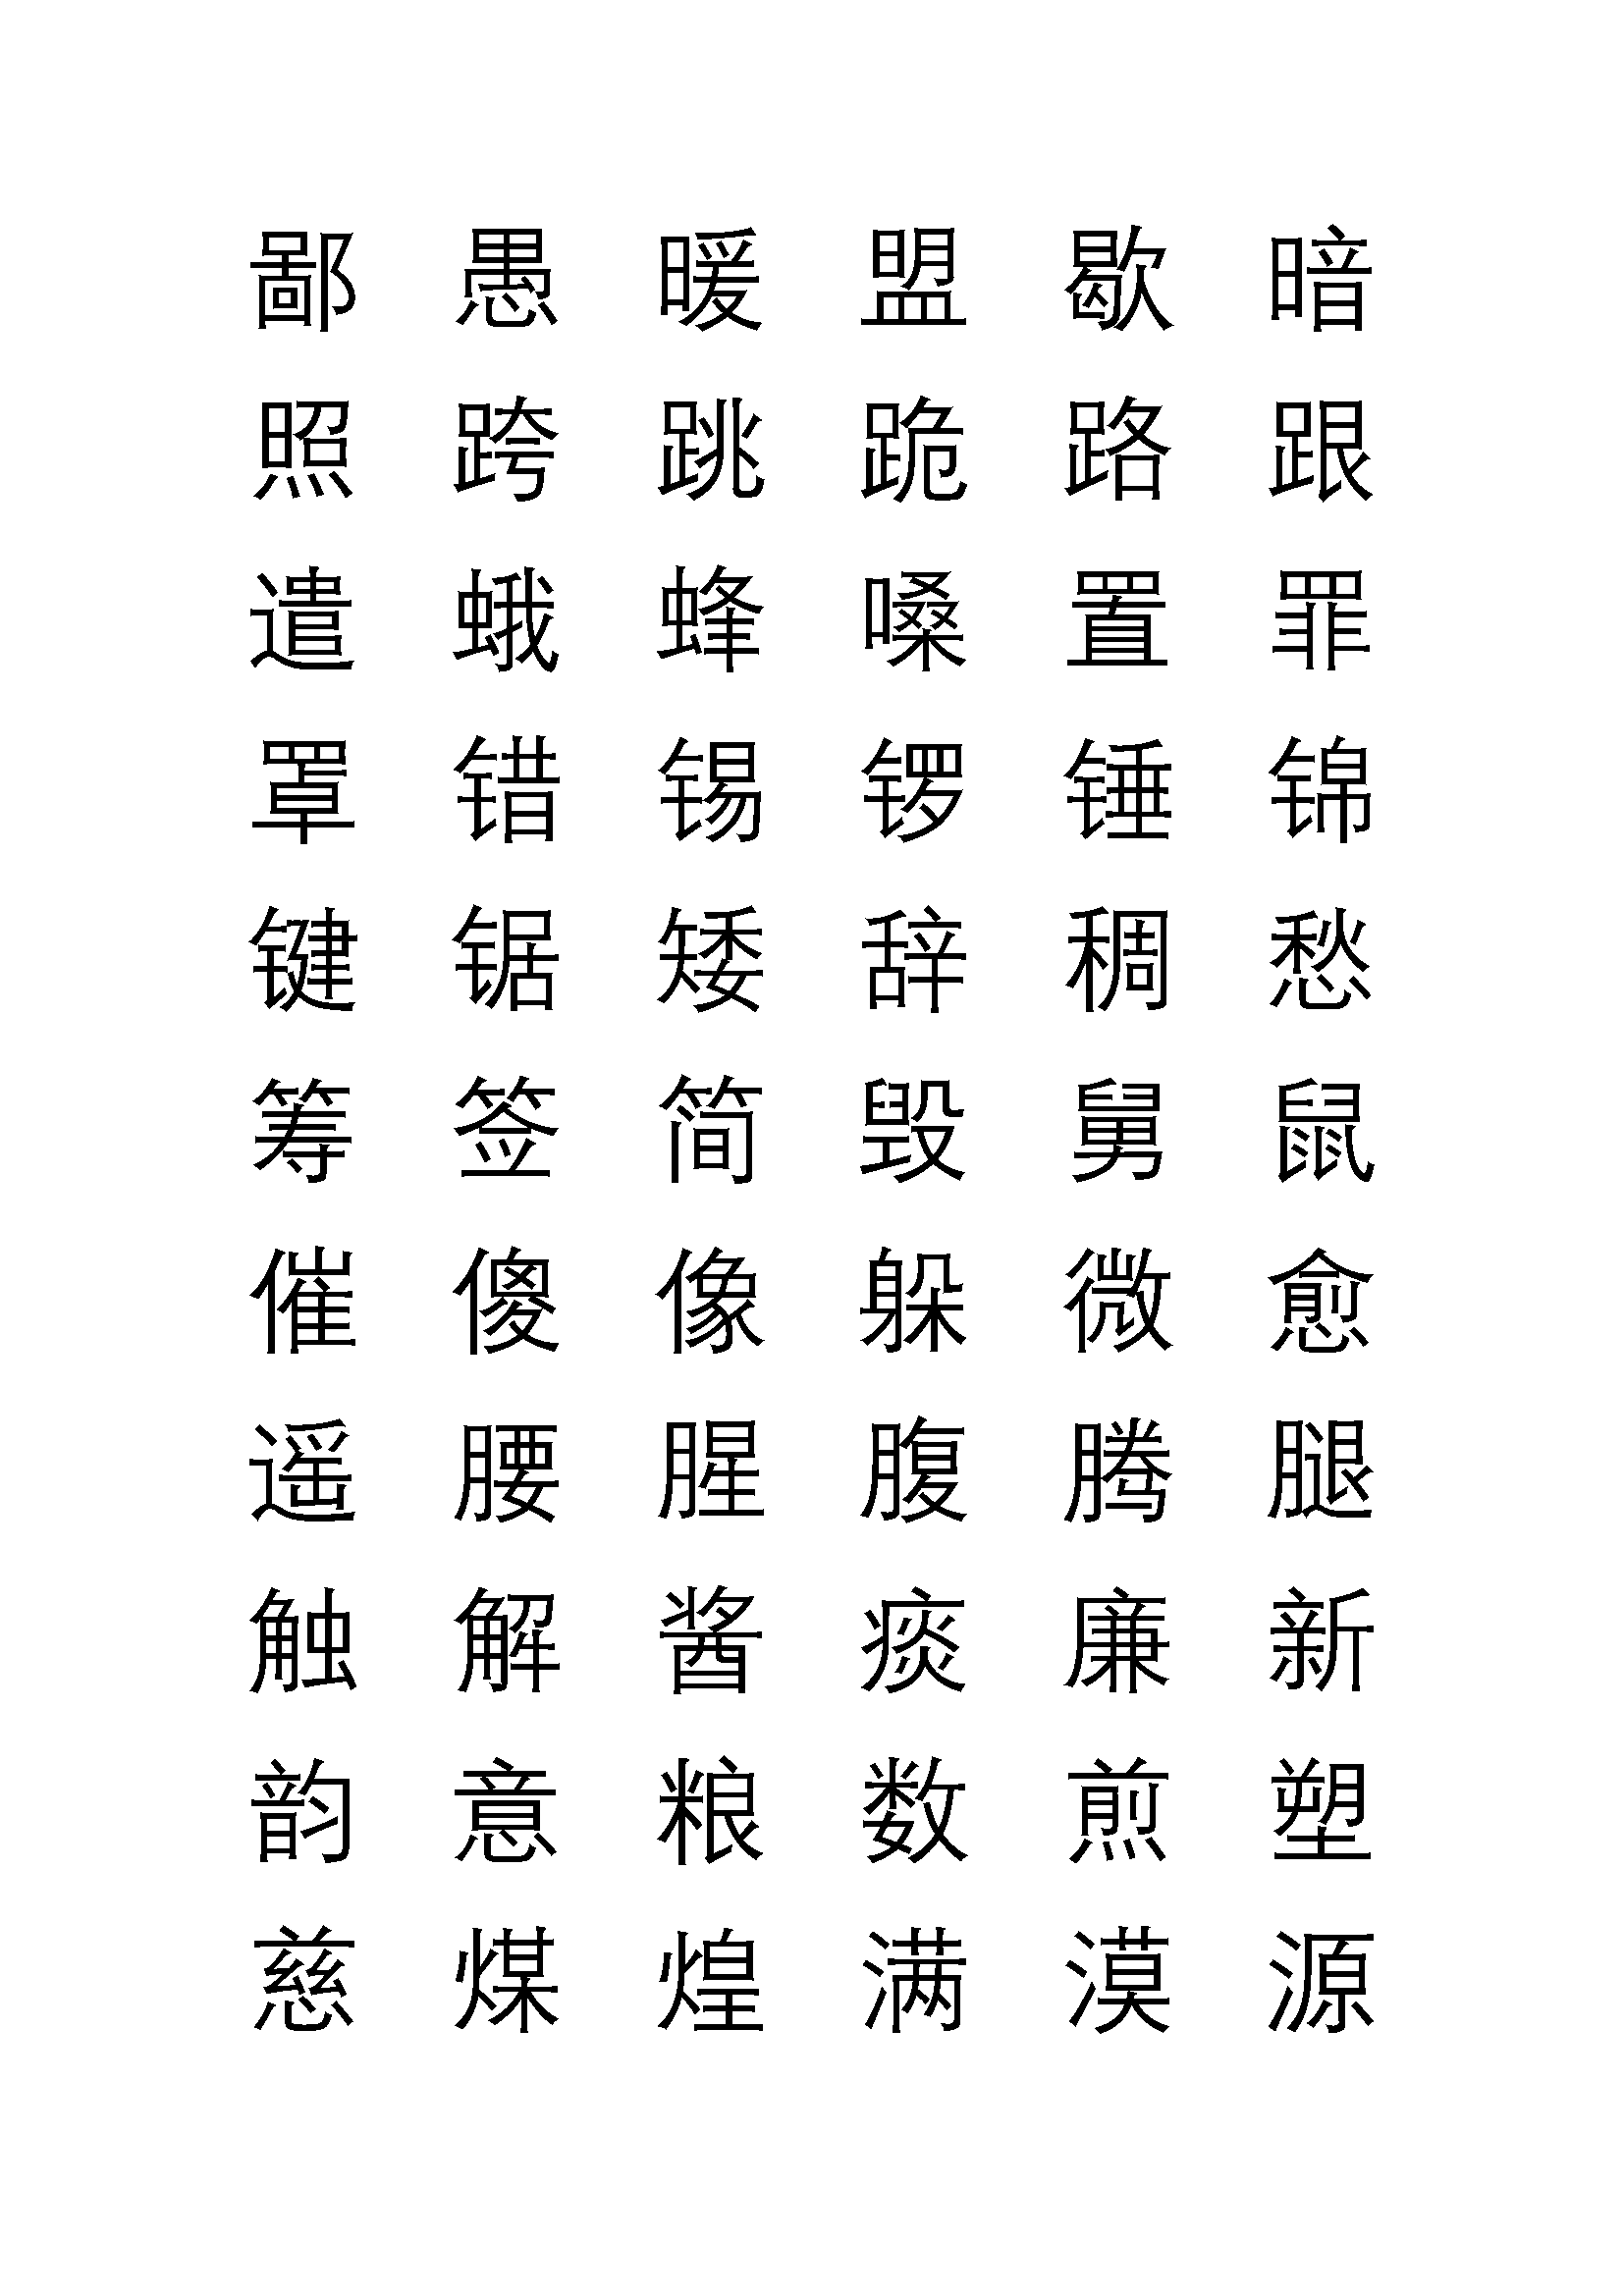 鄙 愚 暖 盟 歇 暗
照 跨 跳 跪 路 跟
遣 蛾 蜂 嗓 置 罪
罩 错 锡 锣 锤 锦
键 锯 矮 辞 稠 愁
筹 签 简 毁 舅 鼠
催 傻 像 躲 微 愈
遥 腰 腥 腹 腾 腿
触 解 酱 痰 廉 新
韵 意 粮 数 煎 塑
慈 煤 煌 满 漠 源